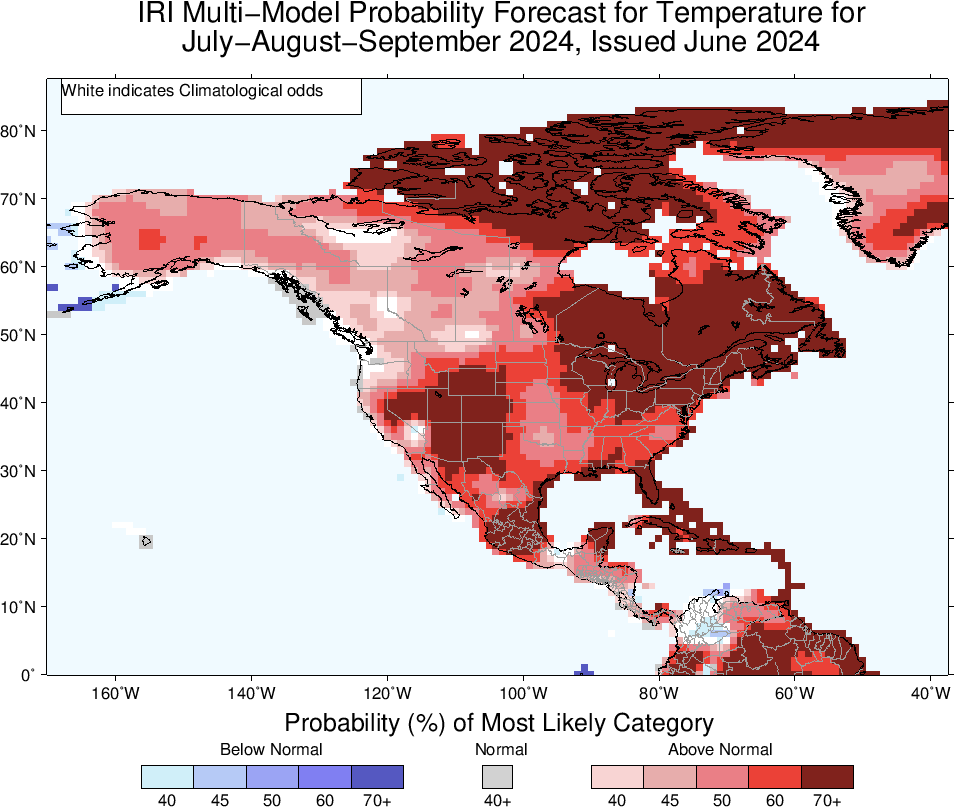 IRI Multi−Model Probability Forecast for Temperature for
July−August−September 2024, Issued June 2024
White indicates Climatological odds
80˚N
70˚N
60˚N
50˚N
40˚N
30˚N
20˚N
10˚N
0˚
160˚W 140˚W 120˚W 100˚W 80˚W 60˚W 40˚W
Probability (%) of Most Likely Category
Below Normal Normal Above Normal
40 45 50 60 70+ 40+ 40 45 50 60 70+